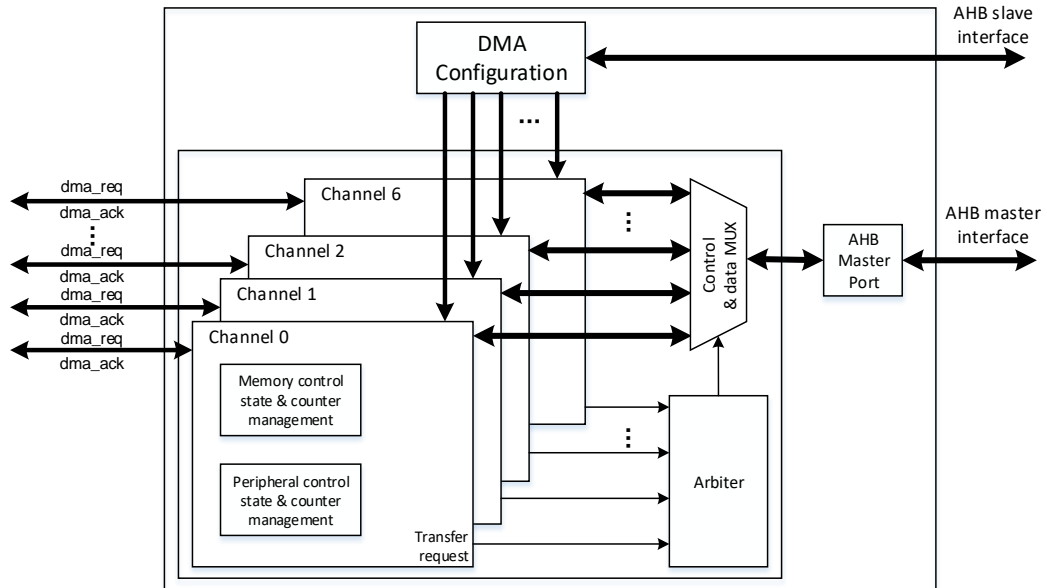 AHB slave
interface
DMA
Configuration
...
dma_req
dma_ack
...
dma_req
dma_ack
dma_req
dma_ack
dma_req
dma_ack
Channel 6
Channel 2
Channel 1
Channel 0
Memory control
state & counter
management
Peripheral control
state & counter
management
Transfer
request
...
Control
& data MUX
...
Arbiter
AHB
Master
Port
AHB master
interface